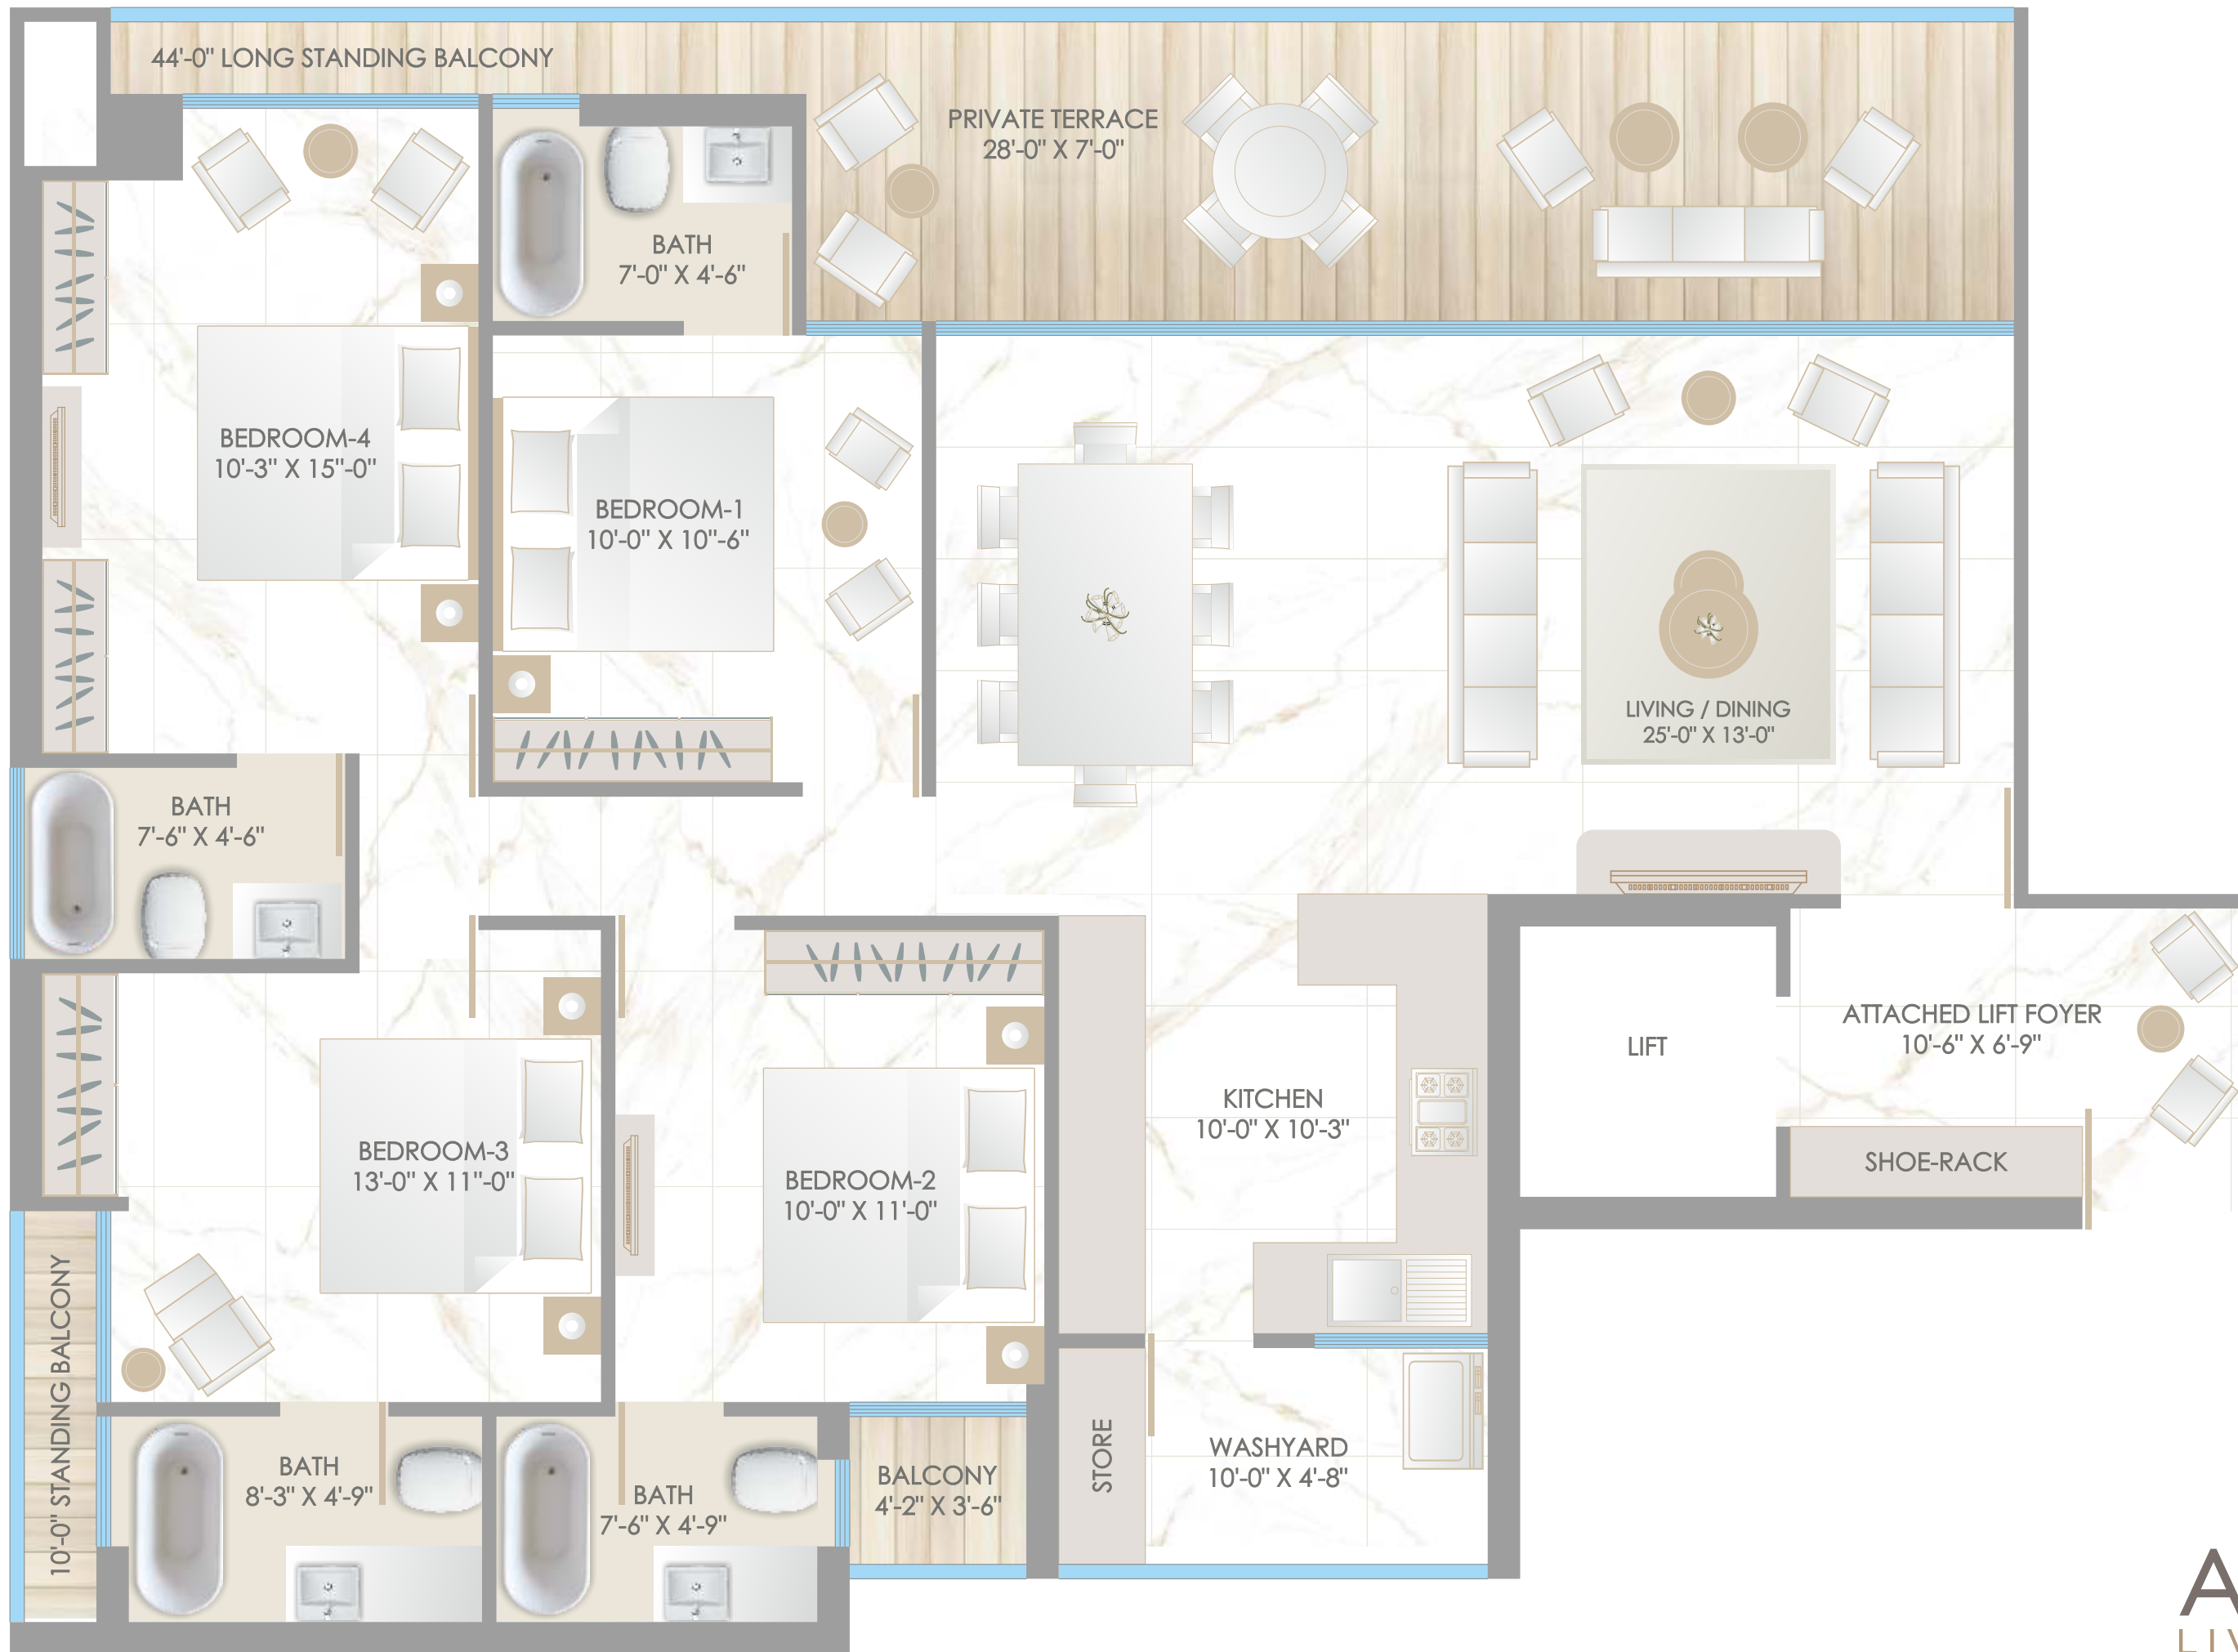 44'-0" LONG STANDING BALCONY
PRIVATE TERRACE
28'-0" X 7'-0"
BATH
7'-0" X 4'-6"
BEDROOM-4
10'-3" X 15"-0"
BEDROOM-1
10'-0" X 10"-6"
LIVING / DINING
25'-0" X 13'-0"
BATH
7'-6" X 4'-6"
ATTACHED LIFT FOYER
10'-6" X 6'-9"
LIFT
KITCHEN
10'-0" X 10'-3"
SHOE-RACK
BEDROOM-3
13'-0" X 11"-0"
BEDROOM-2
10'-0" X 11'-0"
10'-0" STANDING BALCONY
BATH
8'-3" X 4'-9"
BATH
7'-6" X 4'-9"
BALCONY
4'-2" X 3'-6"
STORE
WASHYARD
10'-0" X 4'-8"
A